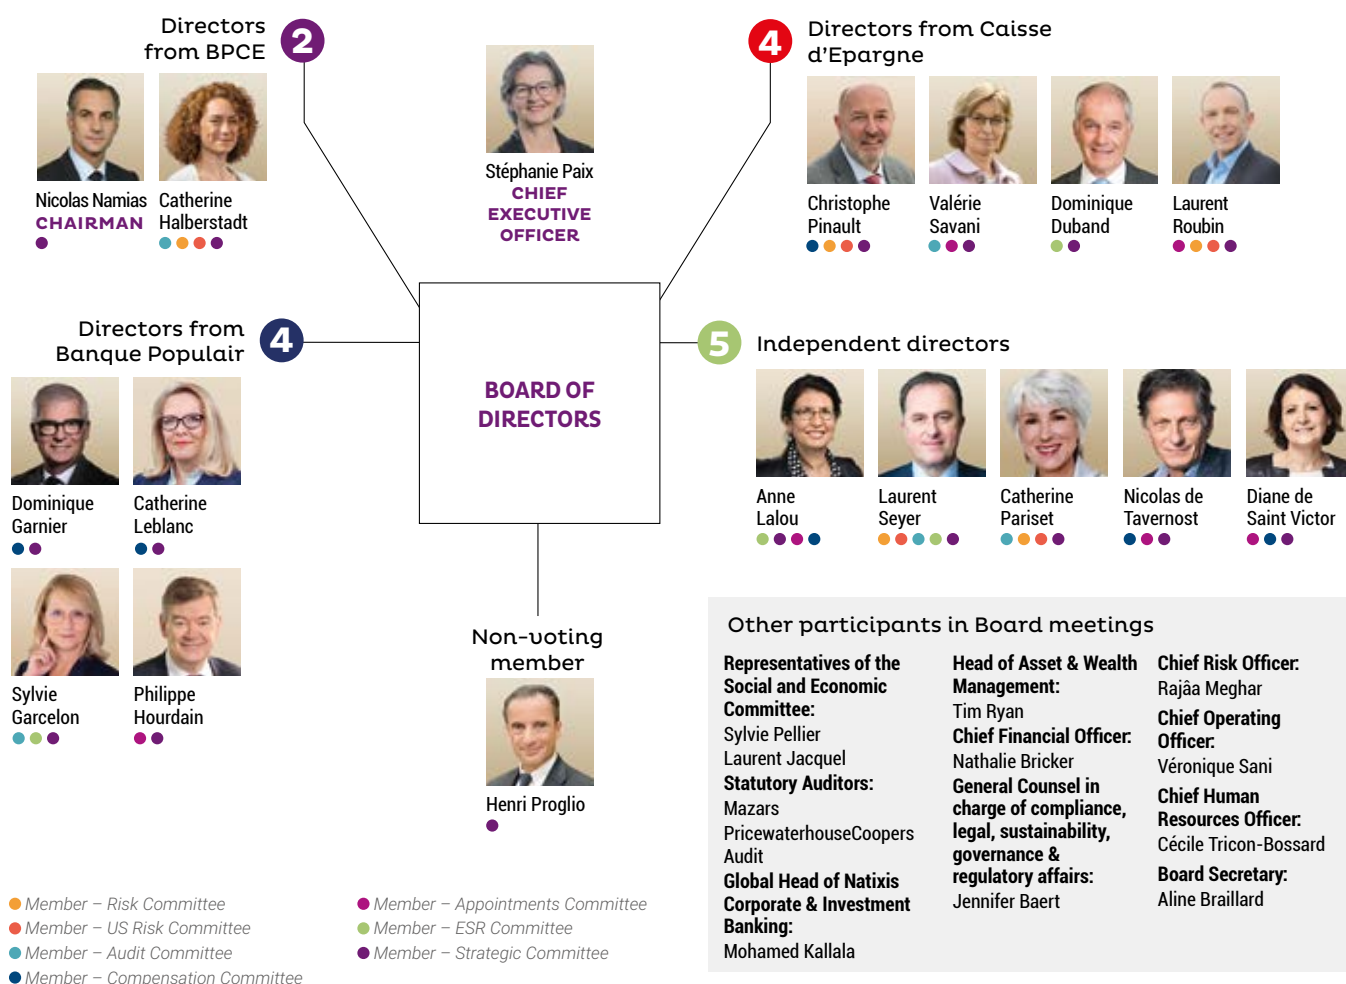 Directors
from BPCE
2
Nicolas Namias
CHAIRMAN
Catherine
Halberstadt
Stéphanie Paix
CHIEF
EXECUTIVE
OFFICER
4
Directors from Caisse
d'Epargne
Christophe
Pinault
Valérie
Savani
Dominique
Duband
Laurent
Roubin
Directors from
Banque Populair
4
Dominique
Garnier
Catherine
Leblanc
Sylvie
Garcelon
Philippe
Hourdain
BOARD OF
DIRECTORS
5
Independent directors
Anne
Lalou
Laurent
Seyer
Catherine
Pariset
Nicolas de
Tavernost
Diane de
Saint Victor
Non-voting
member
Henri Proglio
Other participants in Board meetings
Representatives of the
Social and Economic
Committee:
Sylvie Pellier
Laurent Jacquel
Statutory Auditors:
Mazars
PricewaterhouseCoopers
Audit
Global Head of Natixis
Corporate & Investment
Banking:
Mohamed Kallala
Head of Asset & Wealth
Management:
Tim Ryan
Chief Financial Officer:
Nathalie Bricker
General Counsel in
charge of compliance,
legal, sustainability,
governance &
regulatory affairs:
Jennifer Baert
Chief Risk Officer:
Rajâa Meghar
Chief Operating
Officer:
Véronique Sani
Chief Human
Resources Officer:
Cécile Tricon-Bossard
Board Secretary:
Aline Braillard
Member – Risk Committee
Member – US Risk Committee
Member – Audit Committee
Member – Compensation Committee
Member – Appointments Committee
Member – ESR Committee
Member – Strategic Committee